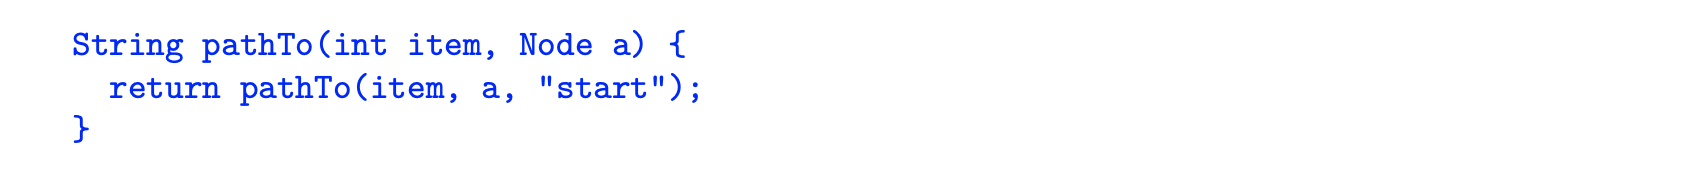 String pathTo(int item, Node a) {
  return pathTo(item, a, "start");
}